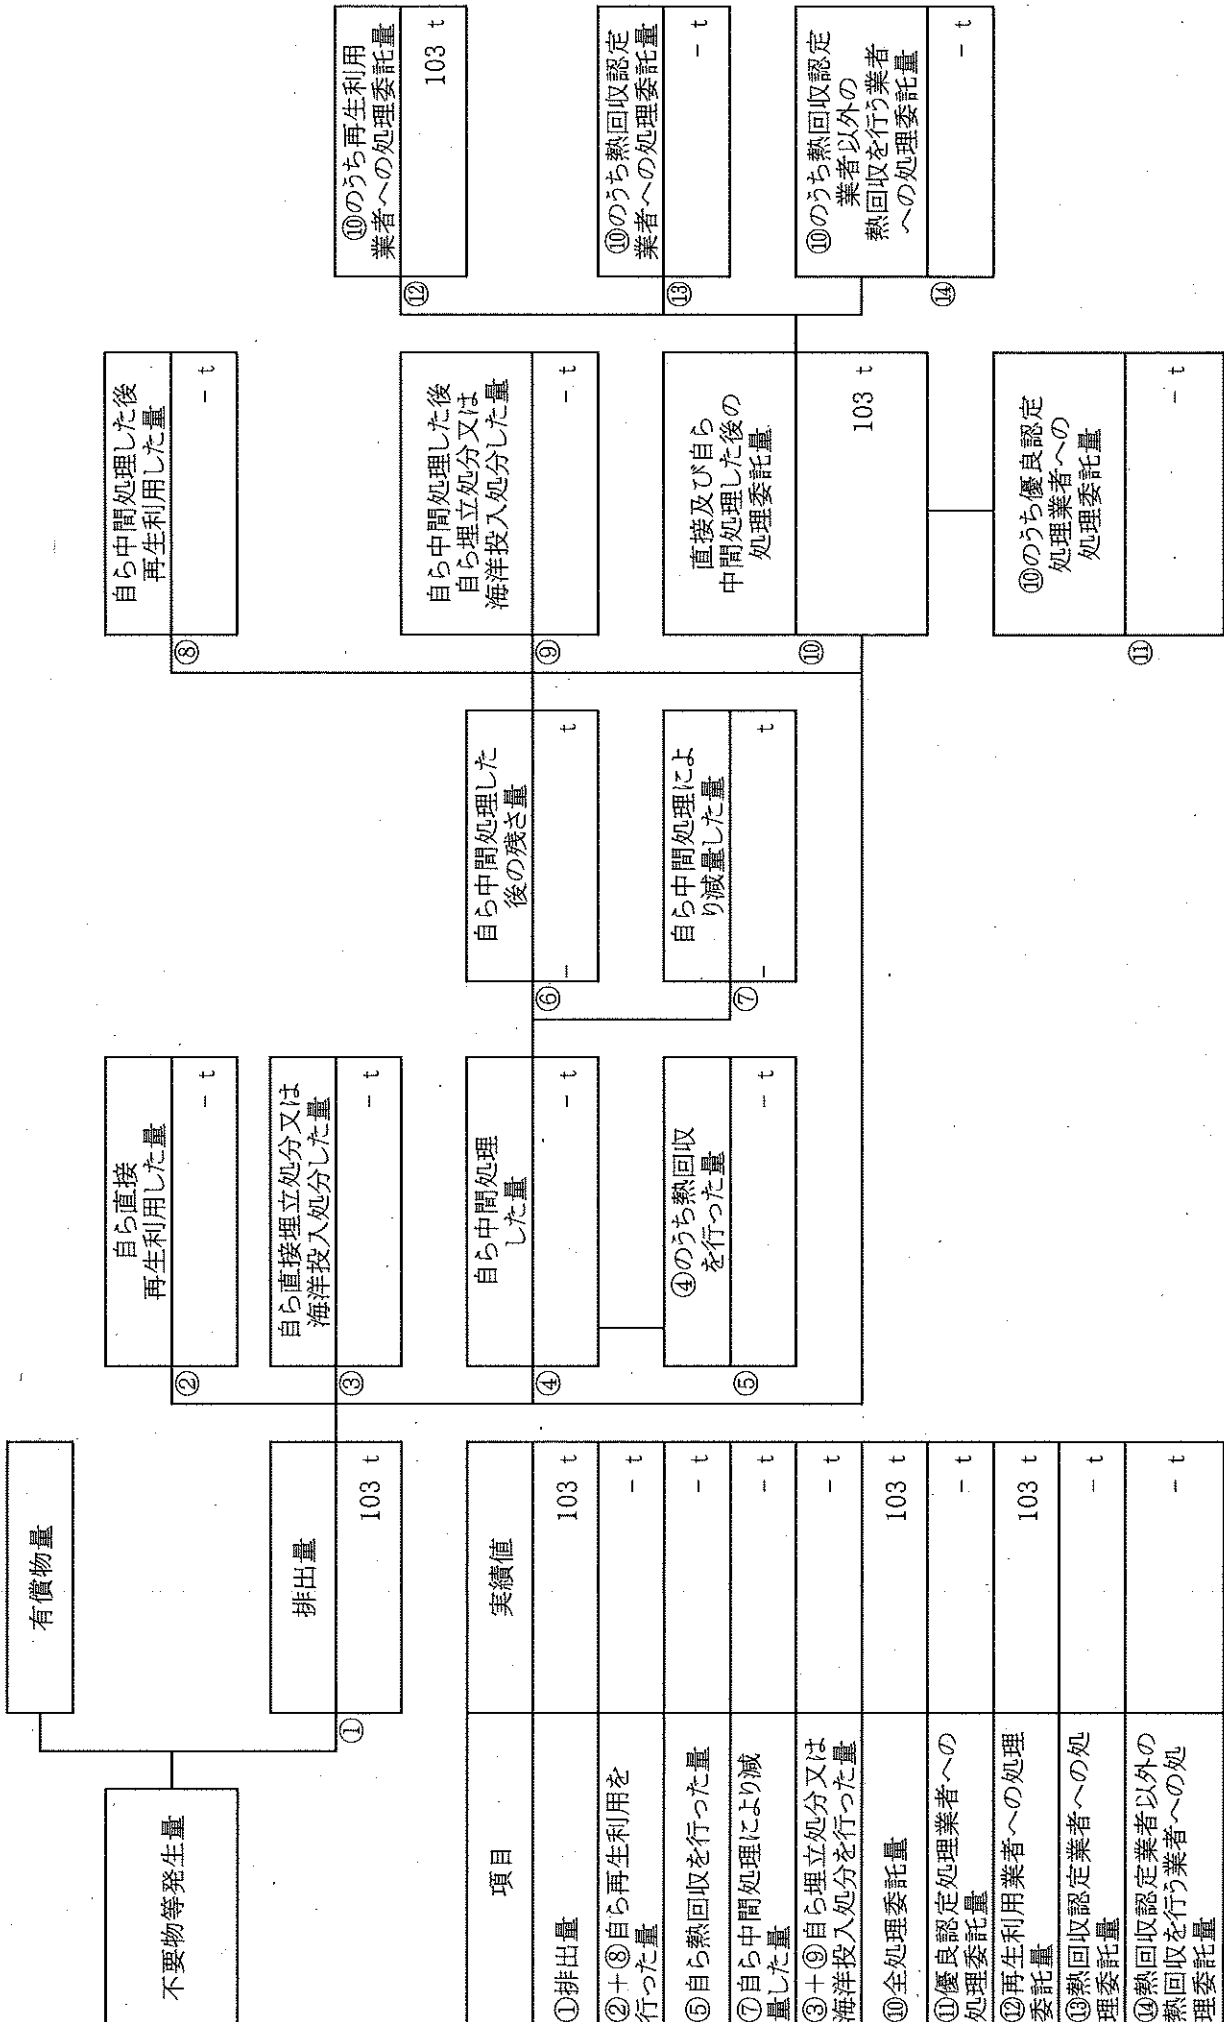 不要物等発生量
有償物量
排出量
①
103 t
自ら直接
再生利用した量
②
- t
自ら直接埋立処分又は
海洋投入処分した量
③
- t
自ら中間処理
した量
④
- t
④のうち熱回収
を行った量
⑤
- t
自ら中間処理した
後の残さ量
⑥
- t
自ら中間処理によ
り減量した量
⑦
- t
自ら中間処理した後
再生利用した量
⑧
- t
自ら中間処理した後
自ら埋立処分又は
海洋投入処分した量
⑨
- t
直接及び自ら
中間処理した後の
処理委託量
⑩
103 t
⑩のうち優良認定
処理業者への
処理委託量
⑪
- t
⑩のうち再生利用
業者への処理委託量
⑫
103 t
⑩のうち熱回収認定
業者への処理委託量
⑬
- t
⑩のうち熱回収認定
業者以外の
熱回収を行う業者
への処理委託量
⑭
- t
項目 実績値
①排出量 103 t
②+⑧自ら再生利用を
行った量 - t
⑤自ら熱回収を行った量 - t
⑦自ら中間処理により減
量した量 - t
③+⑨自ら埋立処分又は
海洋投入処分を行った量 - t
⑩全処理委託量 103 t
⑪優良認定処理業者への
処理委託量 - t
⑫再生利用業者への処理
委託量 103 t
⑬熱回収認定業者への処
理委託量 - t
⑭熱回収認定業者以外の
熱回収を行う業者への処
理委託量 - t